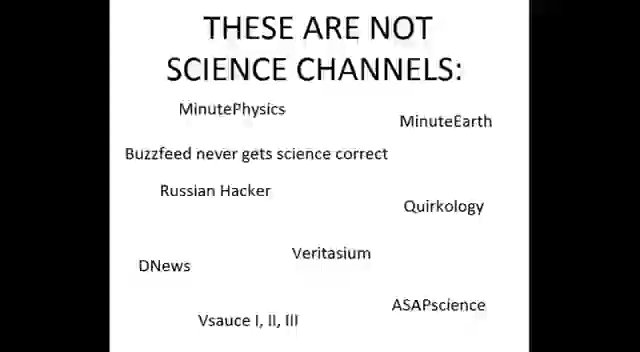 THESE ARE NOT
SCIENCE CHANNELS:
MinutePhysics
MinuteEarth
Buzzfeed never gets science correct
Russian Hacker
Quirkology
Veritasium
DNews
ASAPscience
Vsauce I, II, III